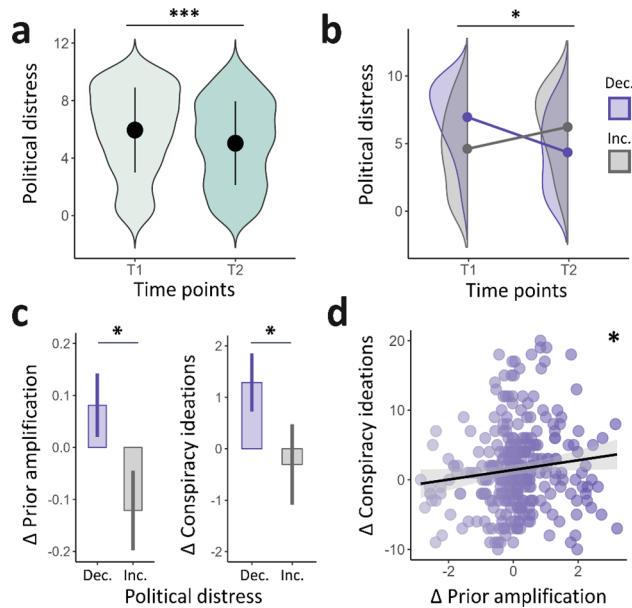 a
***
Political distress
12
8
4
0
T1
T2
Time points
b
*
Political distress
10
5
0
T1
T2
Time points
Dec.
Inc.
c
*
Δ Prior amplification
0.1
0.0
-0.1
-0.2
Dec.
Inc.
*
Δ Conspiracy ideations
2
1
0
-1
-2
Dec.
Inc.
Political distress
d
*
Δ Conspiracy ideations
20
10
0
-10
-2
0
2
Δ Prior amplification